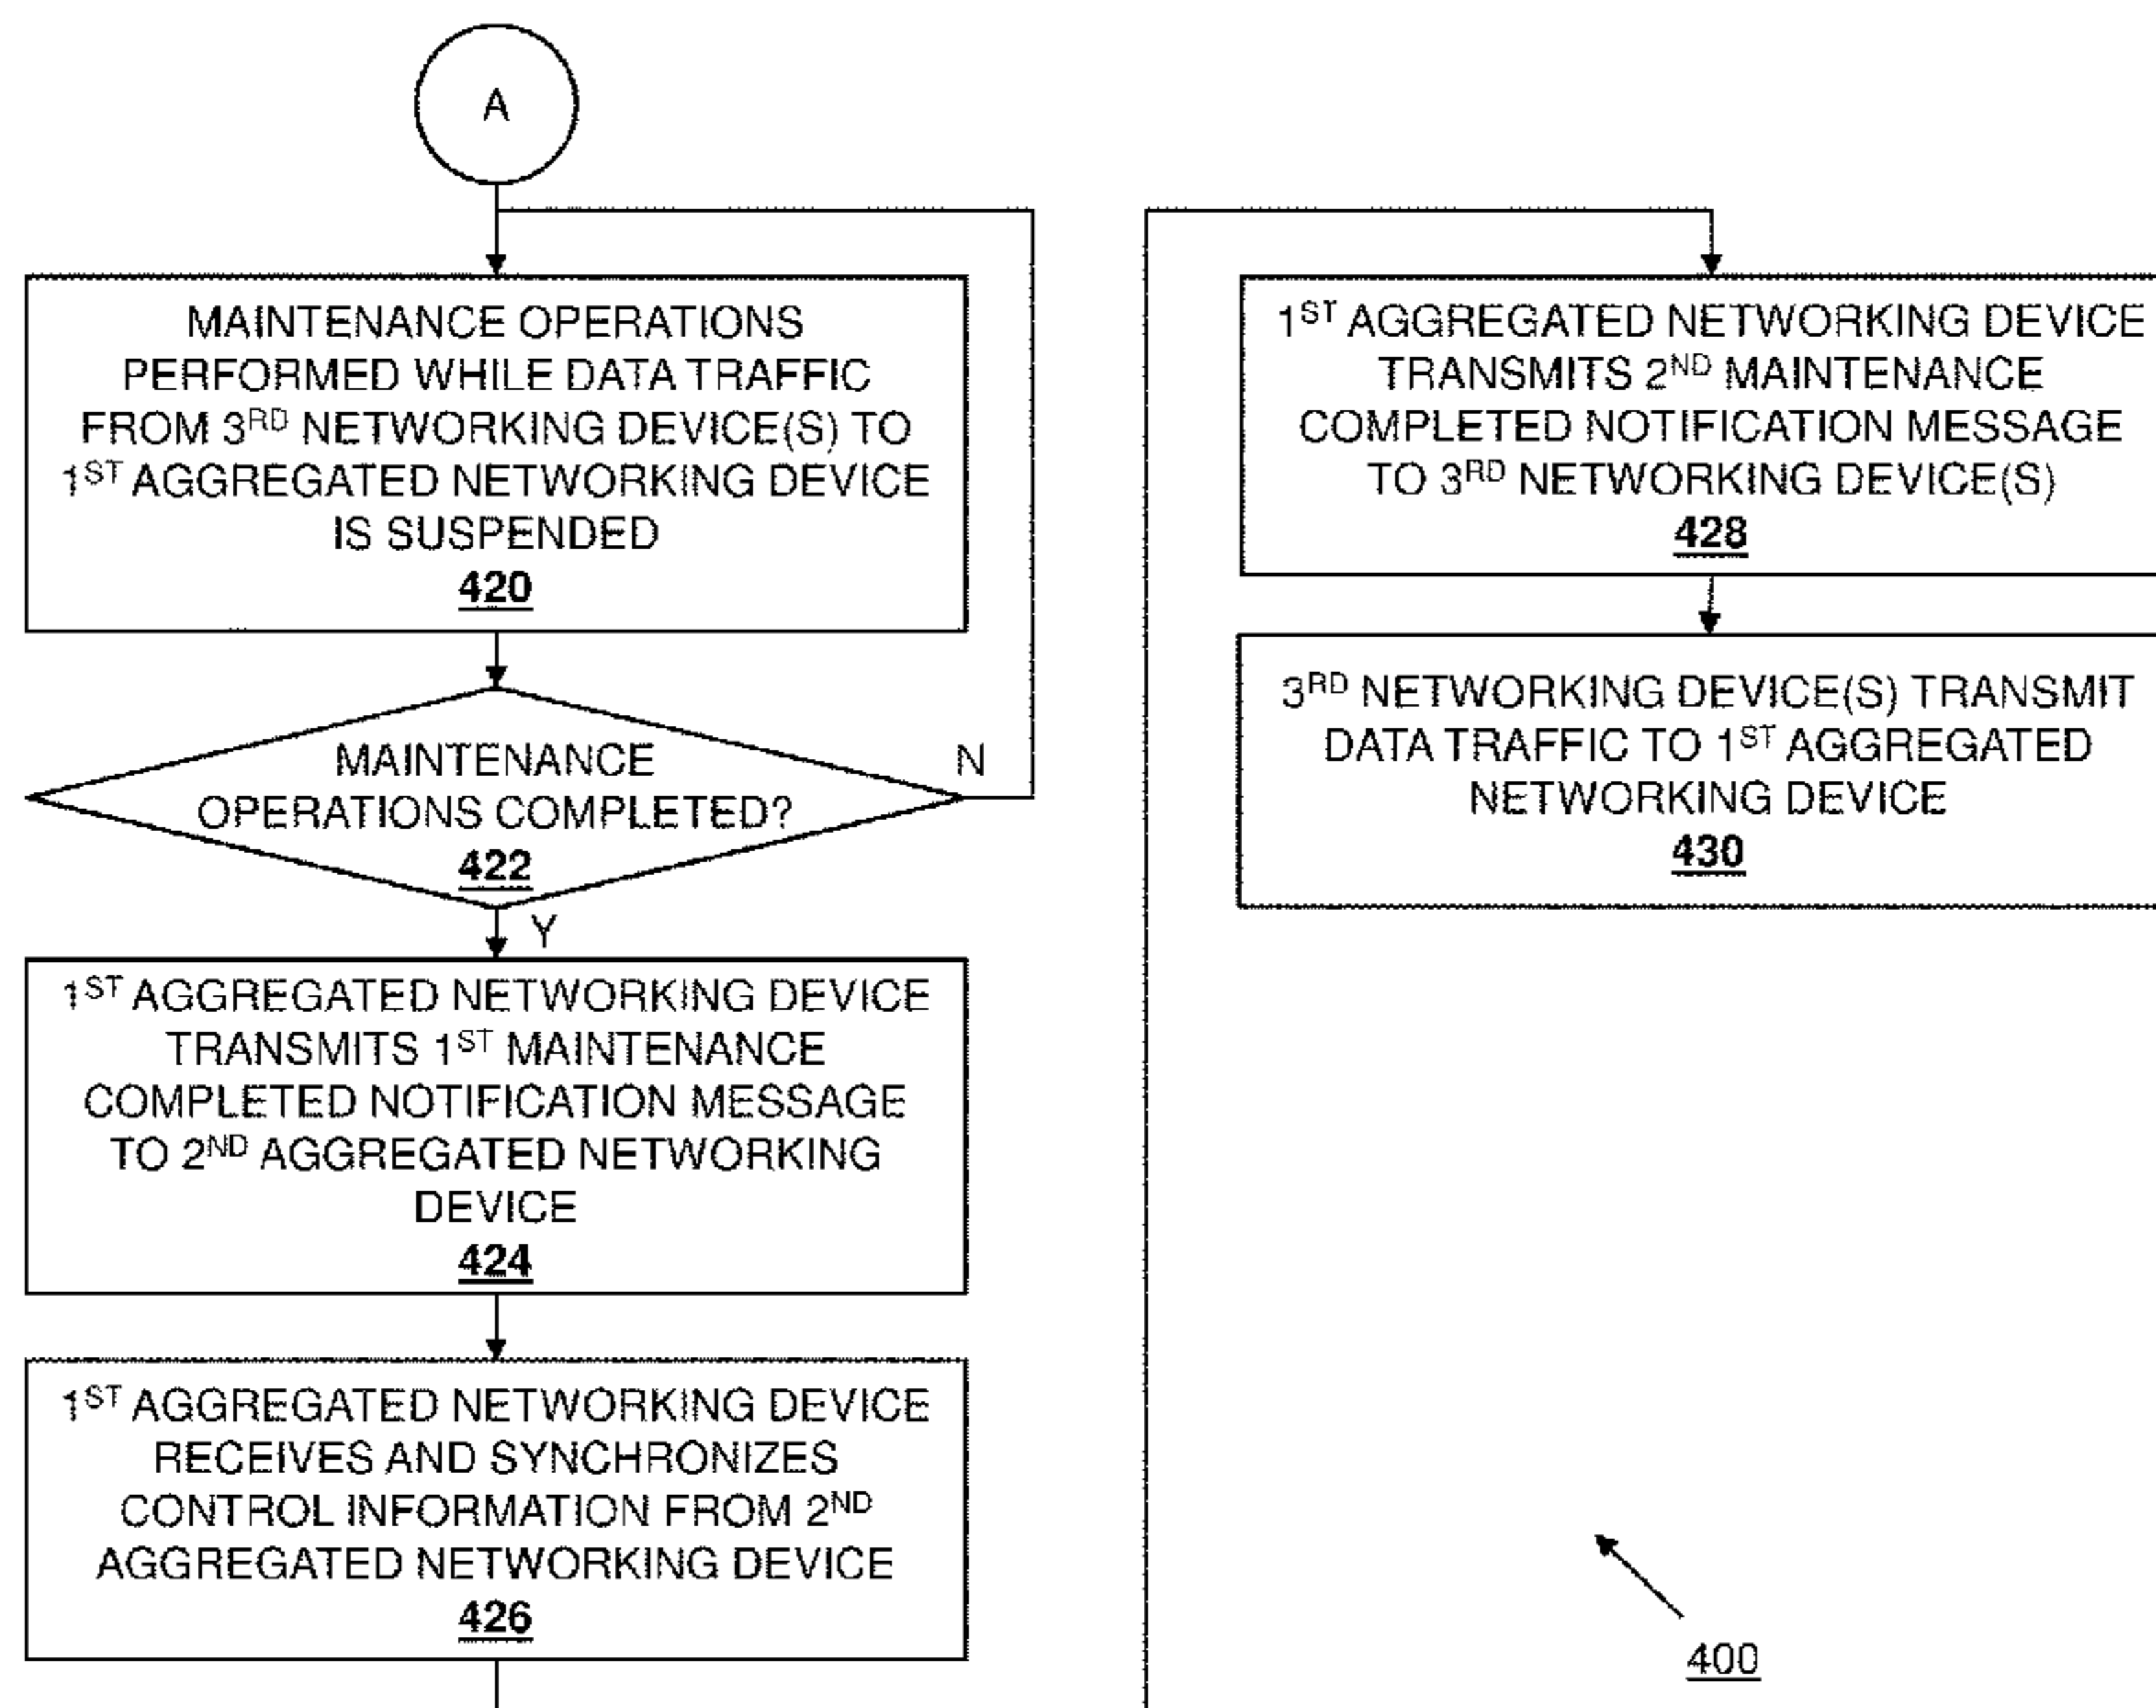 A
MAINTENANCE OPERATIONS
PERFORMED WHILE DATA TRAFFIC
FROM 3RD NETWORKING DEVICE(S) TO
1ST AGGREGATED NETWORKING DEVICE
IS SUSPENDED
420
MAINTENANCE
OPERATIONS COMPLETED?
422
N
Y
1ST AGGREGATED NETWORKING DEVICE
TRANSMITS 1ST MAINTENANCE
COMPLETED NOTIFICATION MESSAGE
TO 2ND AGGREGATED NETWORKING
DEVICE
424
1ST AGGREGATED NETWORKING DEVICE
RECEIVES AND SYNCHRONIZES
CONTROL INFORMATION FROM 2ND
AGGREGATED NETWORKING DEVICE
426
1ST AGGREGATED NETWORKING DEVICE
TRANSMITS 2ND MAINTENANCE
COMPLETED NOTIFICATION MESSAGE
TO 3RD NETWORKING DEVICE(S)
428
3RD NETWORKING DEVICE(S) TRANSMIT
DATA TRAFFIC TO 1ST AGGREGATED
NETWORKING DEVICE
430
400